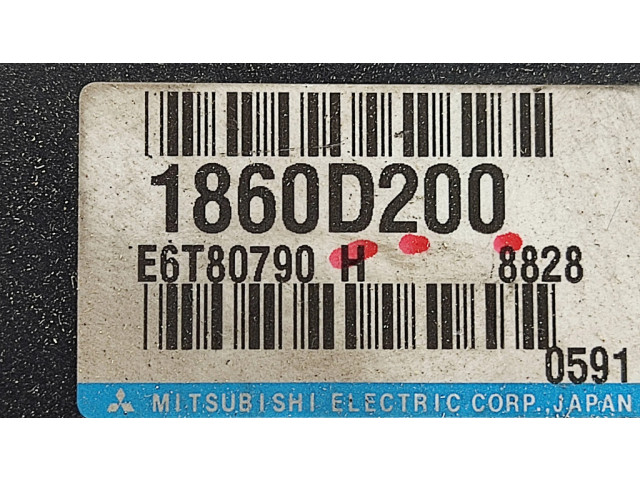 1860D200
E6T80790 H 8828
0591
MITSUBISHI ELECTRIC CORP., JAPAN